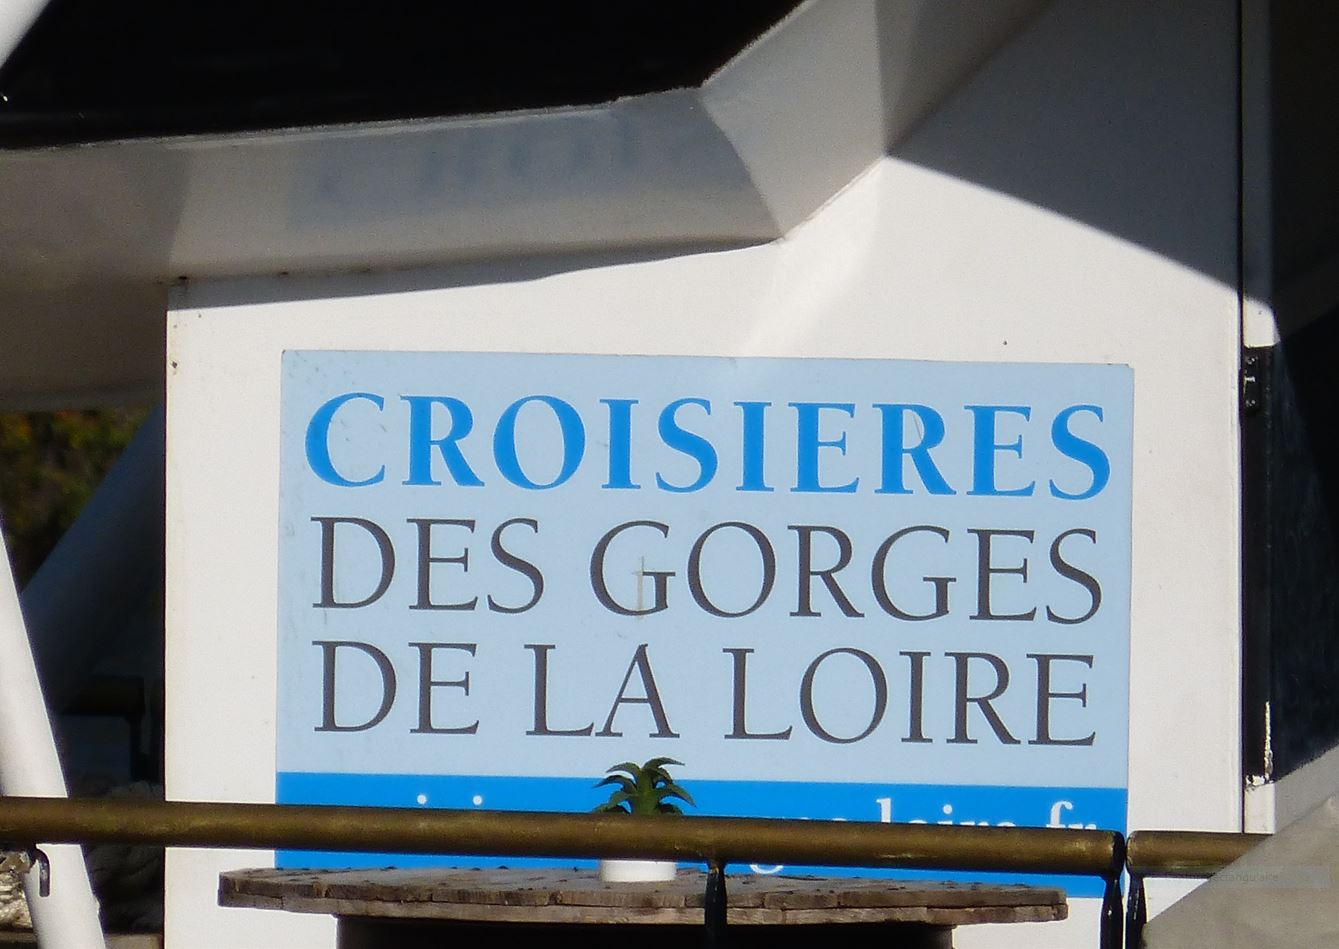 CROISIERES
DES GORGES
DE LA LOIRE